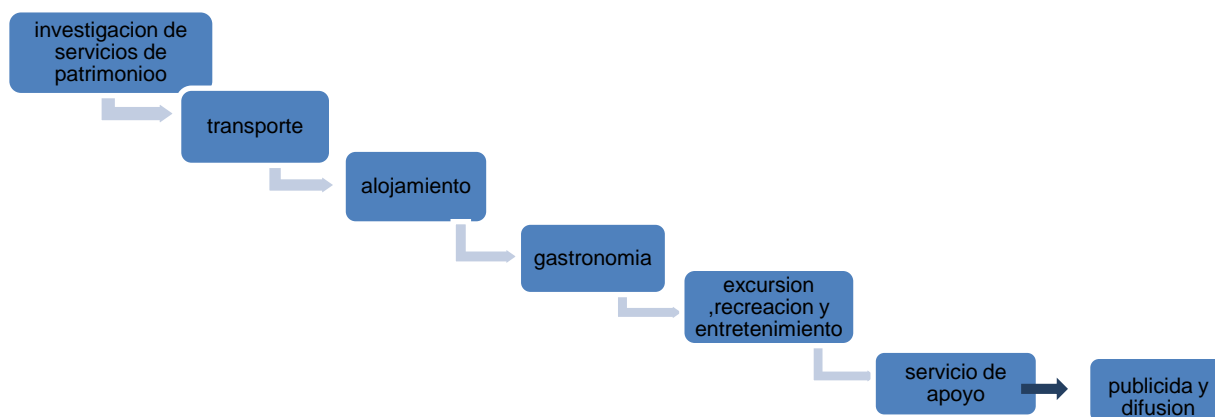 investigacion de
servicios de
patrimonioo
transporte
alojamiento
gastronomia
excursion
,recreacion y
entretenimiento
servicio de
apoyo
publicida y
difusion